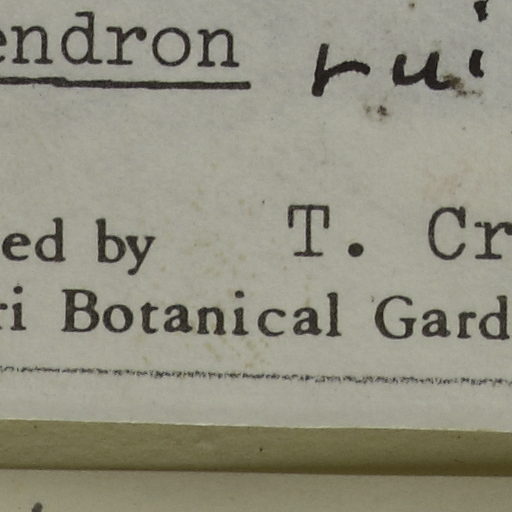 endron rui
ed by T. Cr
ri Botanical Gard